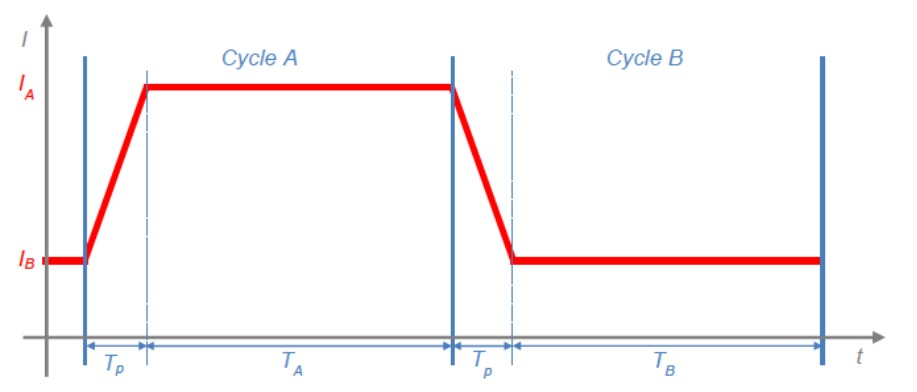 I
Cycle A
Cycle B
I_A
I_B
T_p
T_A
T_p
T_B
t